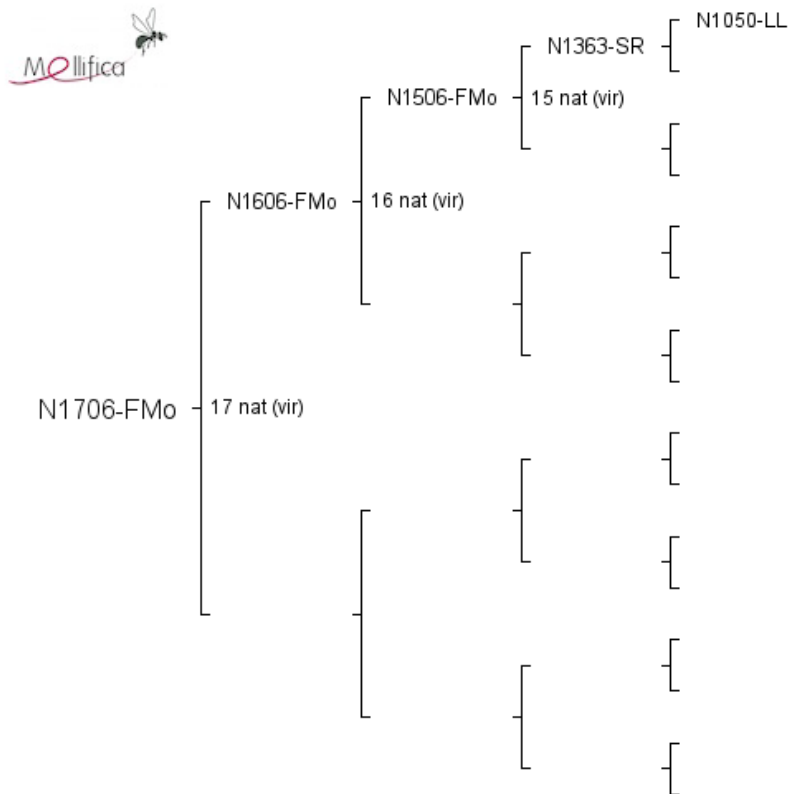 Mellifica
N1050-LL
N1363-SR
N1506-FMo 15 nat (vir)
N1606-FMo 16 nat (vir)
N1706-FMo 17 nat (vir)